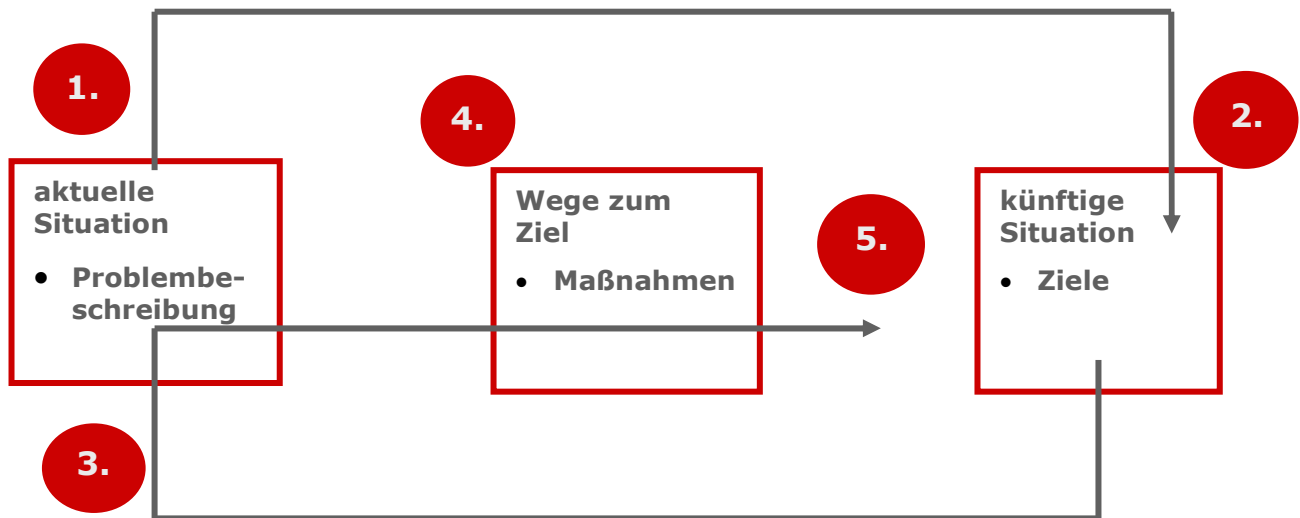 1.
aktuelle
Situation
• Problembe-
schreibung
3.
4.
Wege zum
Ziel
• Maßnahmen
5.
2.
künftige
Situation
• Ziele